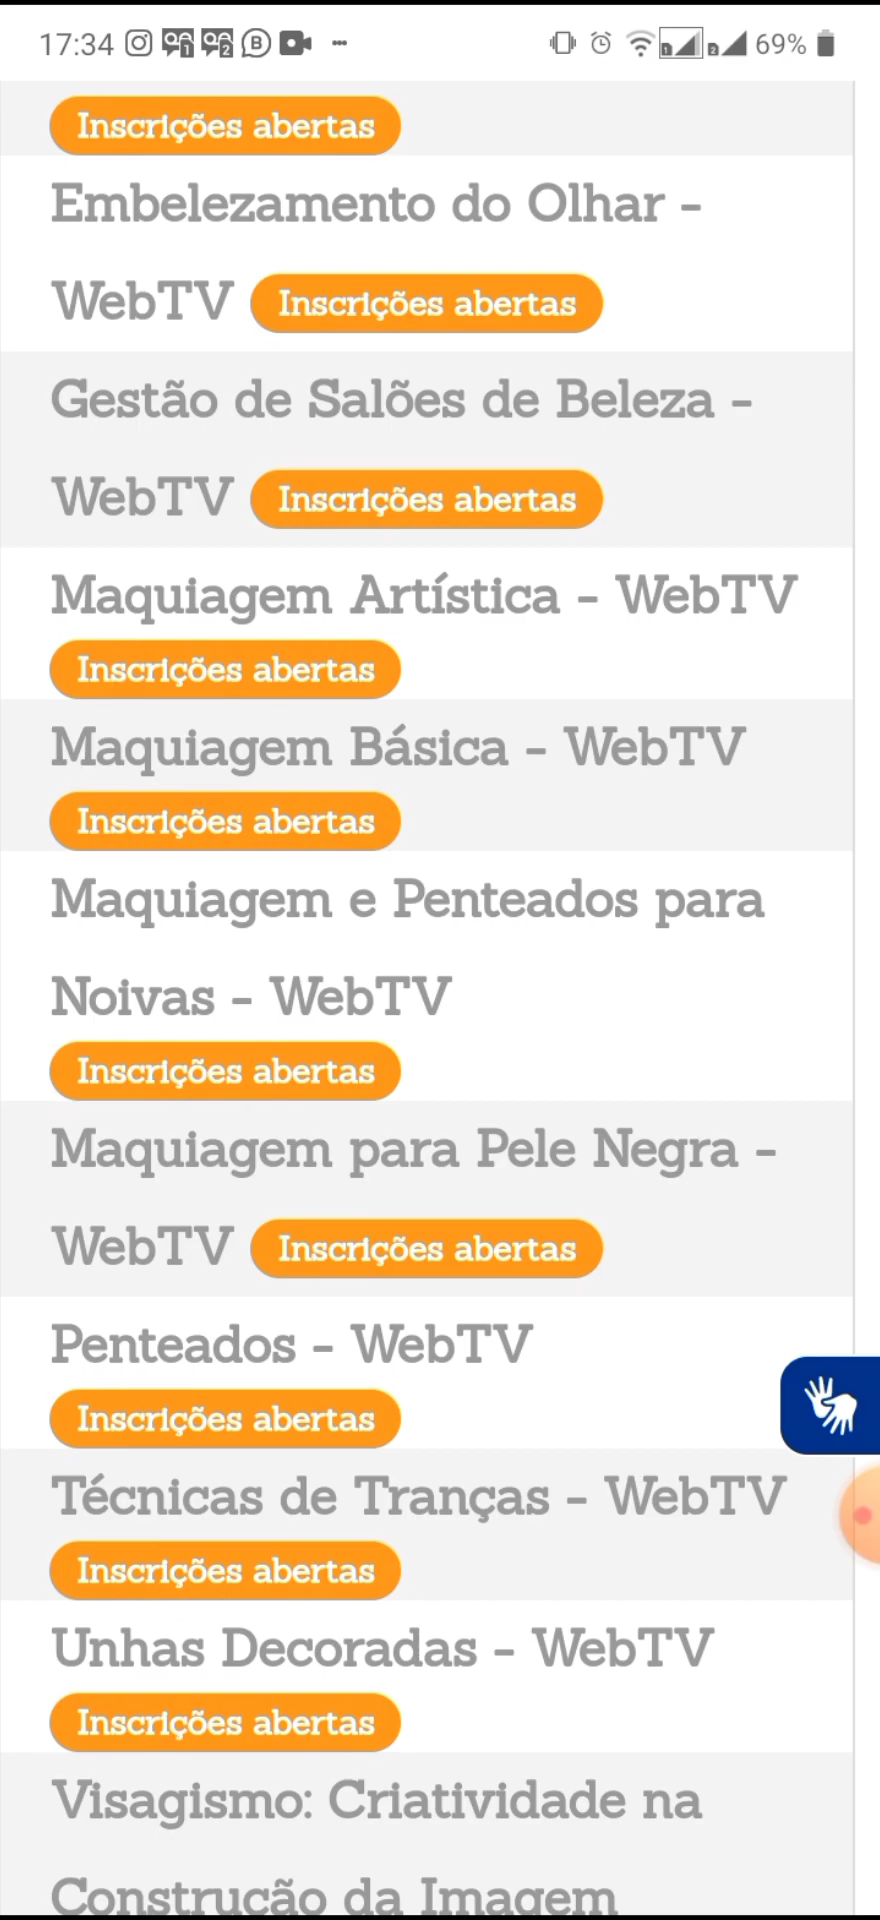 17:34 69%
Inscrições abertas
Embelezamento do Olhar -
WebTV Inscrições abertas
Gestão de Salões de Beleza -
WebTV Inscrições abertas
Maquiagem Artística - WebTV
Inscrições abertas
Maquiagem Básica - WebTV
Inscrições abertas
Maquiagem e Penteados para
Noivas - WebTV
Inscrições abertas
Maquiagem para Pele Negra -
WebTV Inscrições abertas
Penteados - WebTV
Inscrições abertas
Técnicas de Tranças - WebTV
Inscrições abertas
Unhas Decoradas - WebTV
Inscrições abertas
Visagismo: Criatividade na
Construção da Imagem